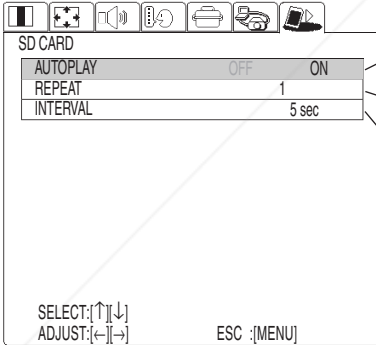 SD CARD
AUTOPLAY OFF ON
REPEAT 1
INTERVAL 5 sec
SELECT:[↑][↓]
ADJUST:[←][→] ESC :[MENU]